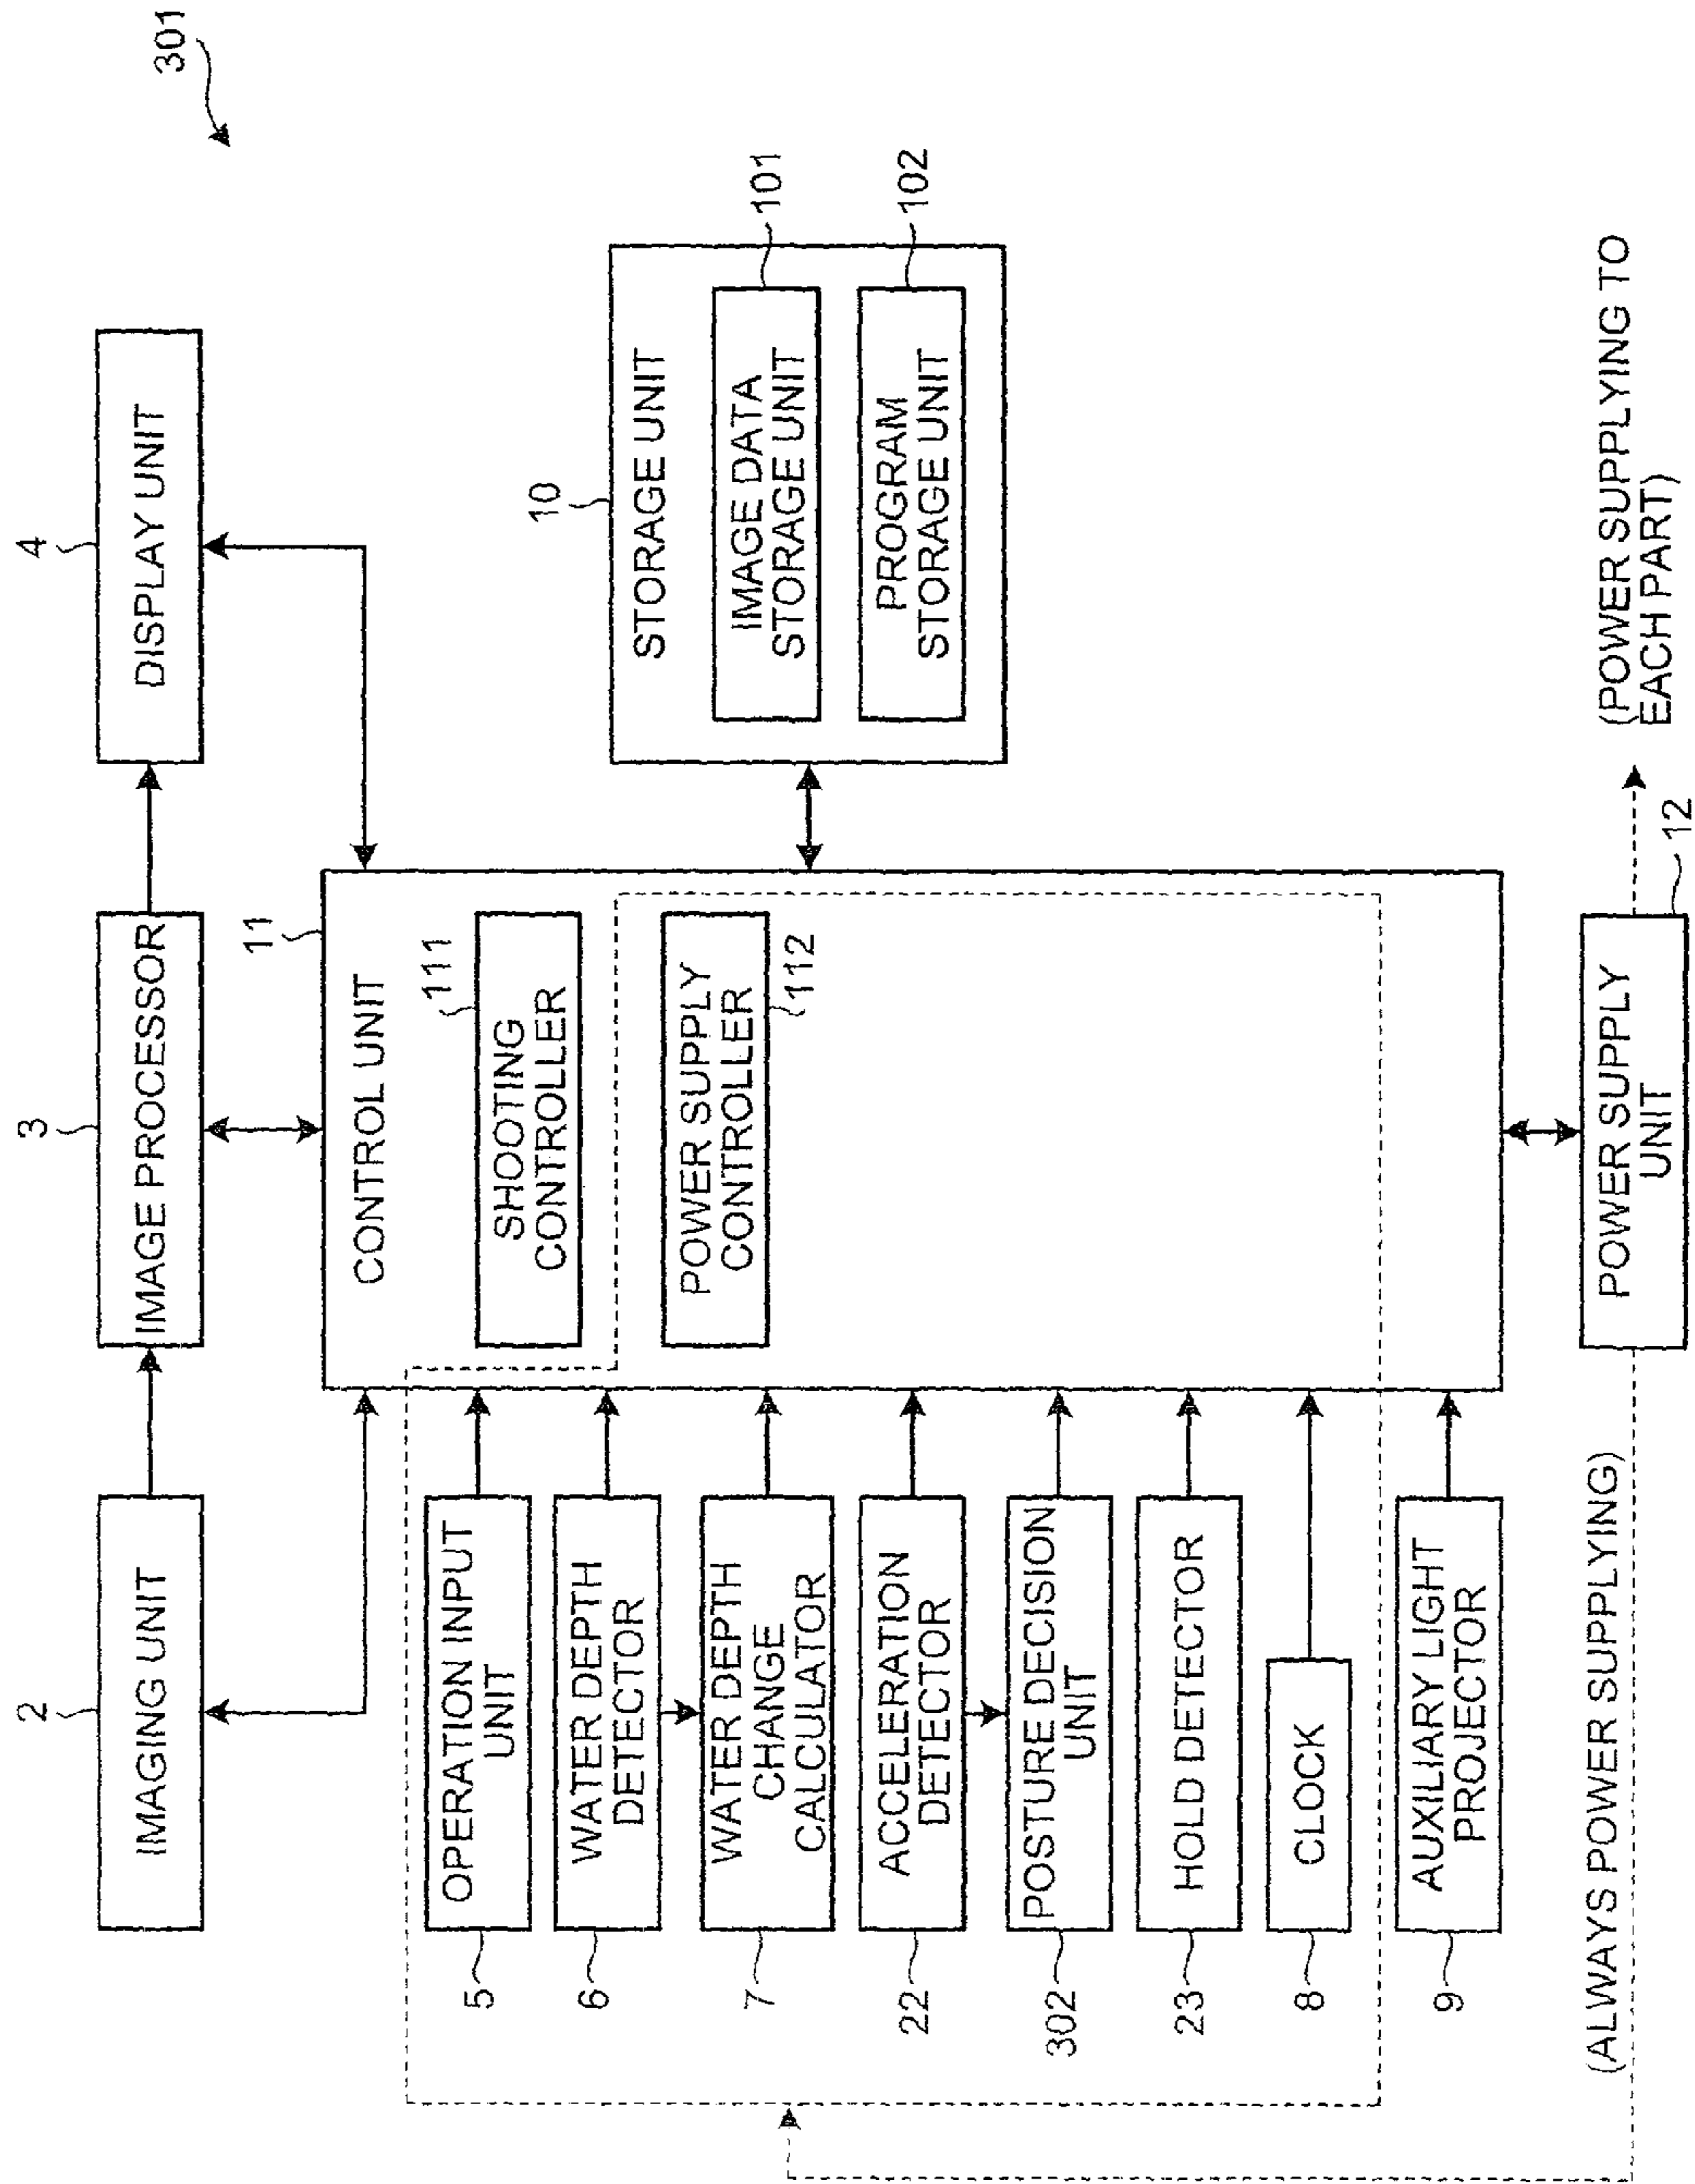 301
2
IMAGING UNIT
3
IMAGE PROCESSOR
4
DISPLAY UNIT
11
CONTROL UNIT
111
SHOOTING
CONTROLLER
POWER SUPPLY
CONTROLLER
112
10
STORAGE UNIT
IMAGE DATA
STORAGE UNIT
101
PROGRAM
STORAGE UNIT
102
5
OPERATION INPUT
UNIT
6
WATER DEPTH
DETECTOR
7
WATER DEPTH
CHANGE
CALCULATOR
22
ACCELERATION
DETECTOR
302
POSTURE DECISION
UNIT
23
HOLD DETECTOR
8
CLOCK
9
AUXILIARY LIGHT
PROJECTOR
(ALWAYS POWER SUPPLYING)
POWER SUPPLY
UNIT
12
(POWER SUPPLYING TO
EACH PART)